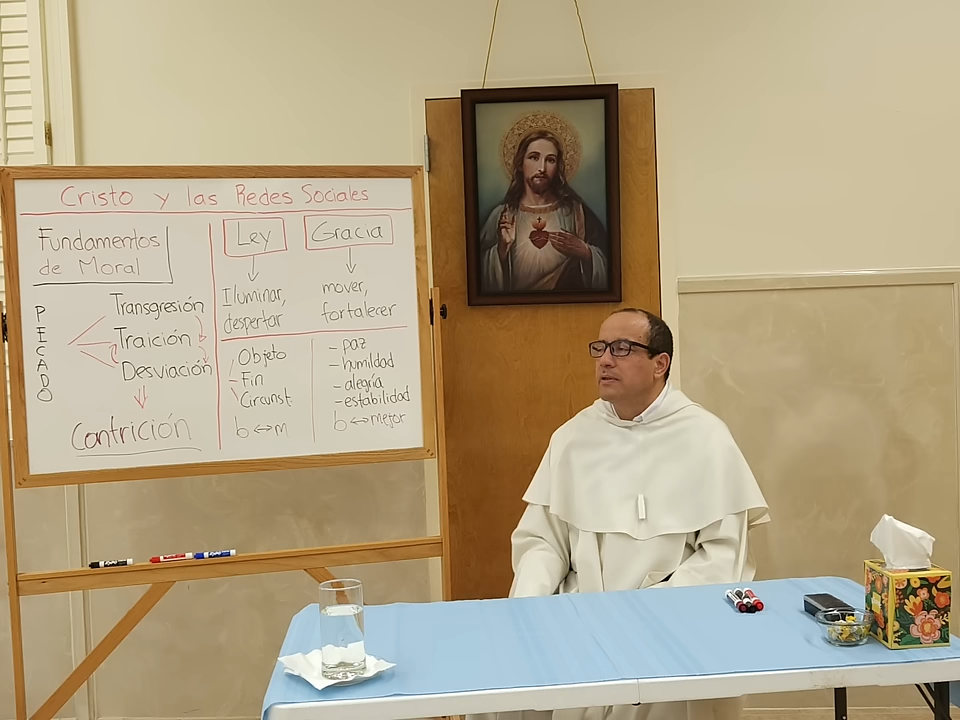 Cristo y las Redes Sociales
Fundamentos
de Moral
PECADO
Transgresión
Traición
Desviación
Contrición
Ley
Iluminar,
despertar
Objeto
Fin
Circunst.
b ↔ m
Gracia
mover,
fortalecer
- paz
- humildad
- alegría
- estabilidad
b ↔ mejor